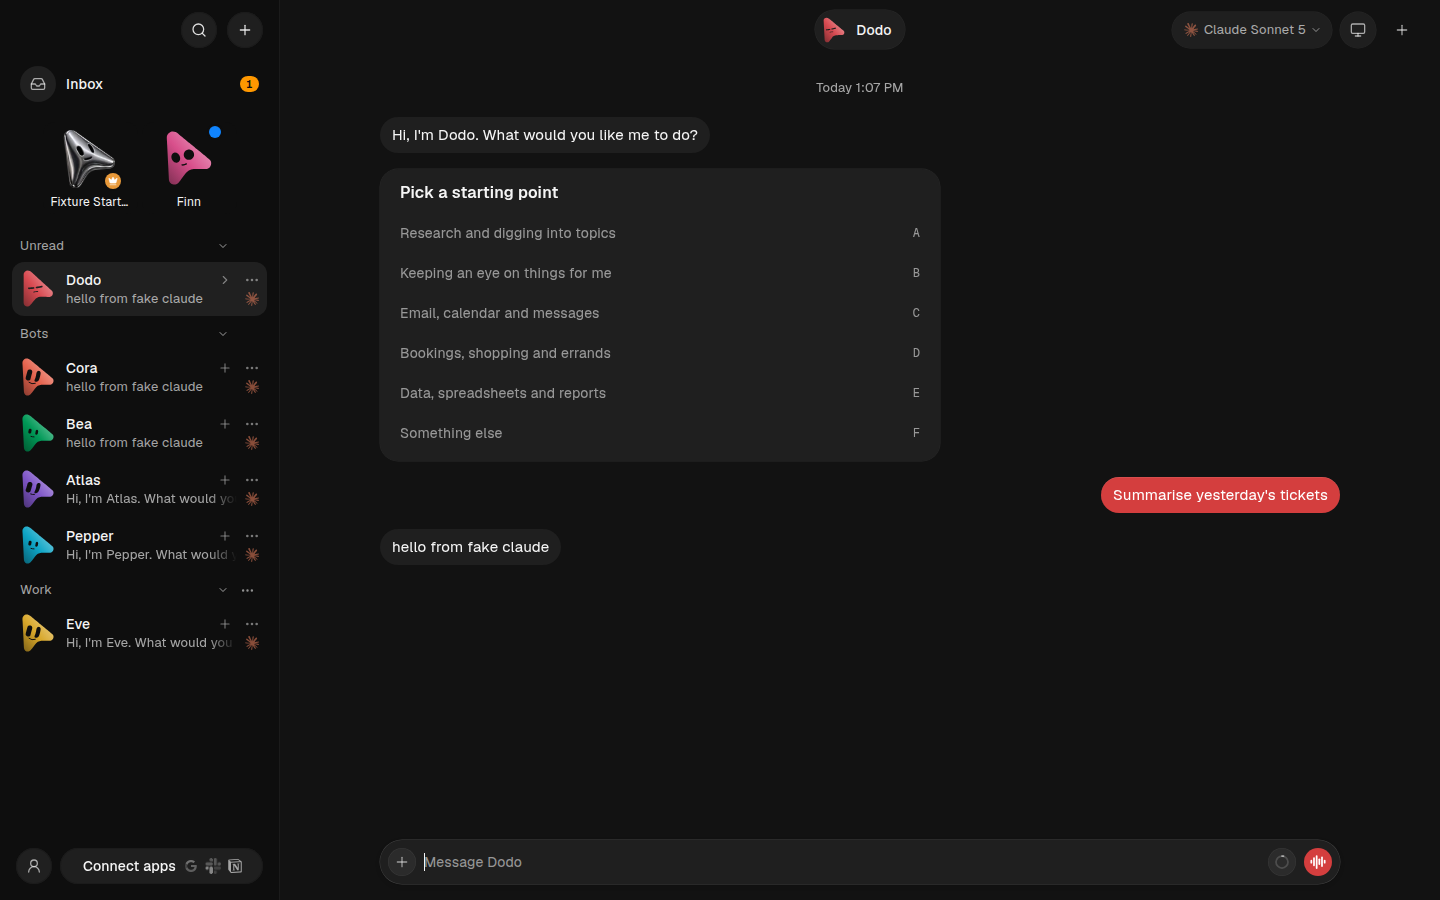 Inbox
1
Fixture Start...
Finn
Unread
Dodo
hello from fake claude
Bots
Cora
hello from fake claude
Bea
hello from fake claude
Atlas
Hi, I'm Atlas. What would yo
Pepper
Hi, I'm Pepper. What would
Work
Eve
Hi, I'm Eve. What would you
Connect apps
Dodo
Claude Sonnet 5
Today 1:07 PM
Hi, I'm Dodo. What would you like me to do?
Pick a starting point
Research and digging into topics A
Keeping an eye on things for me B
Email, calendar and messages C
Bookings, shopping and errands D
Data, spreadsheets and reports E
Something else F
Summarise yesterday's tickets
hello from fake claude
Message Dodo